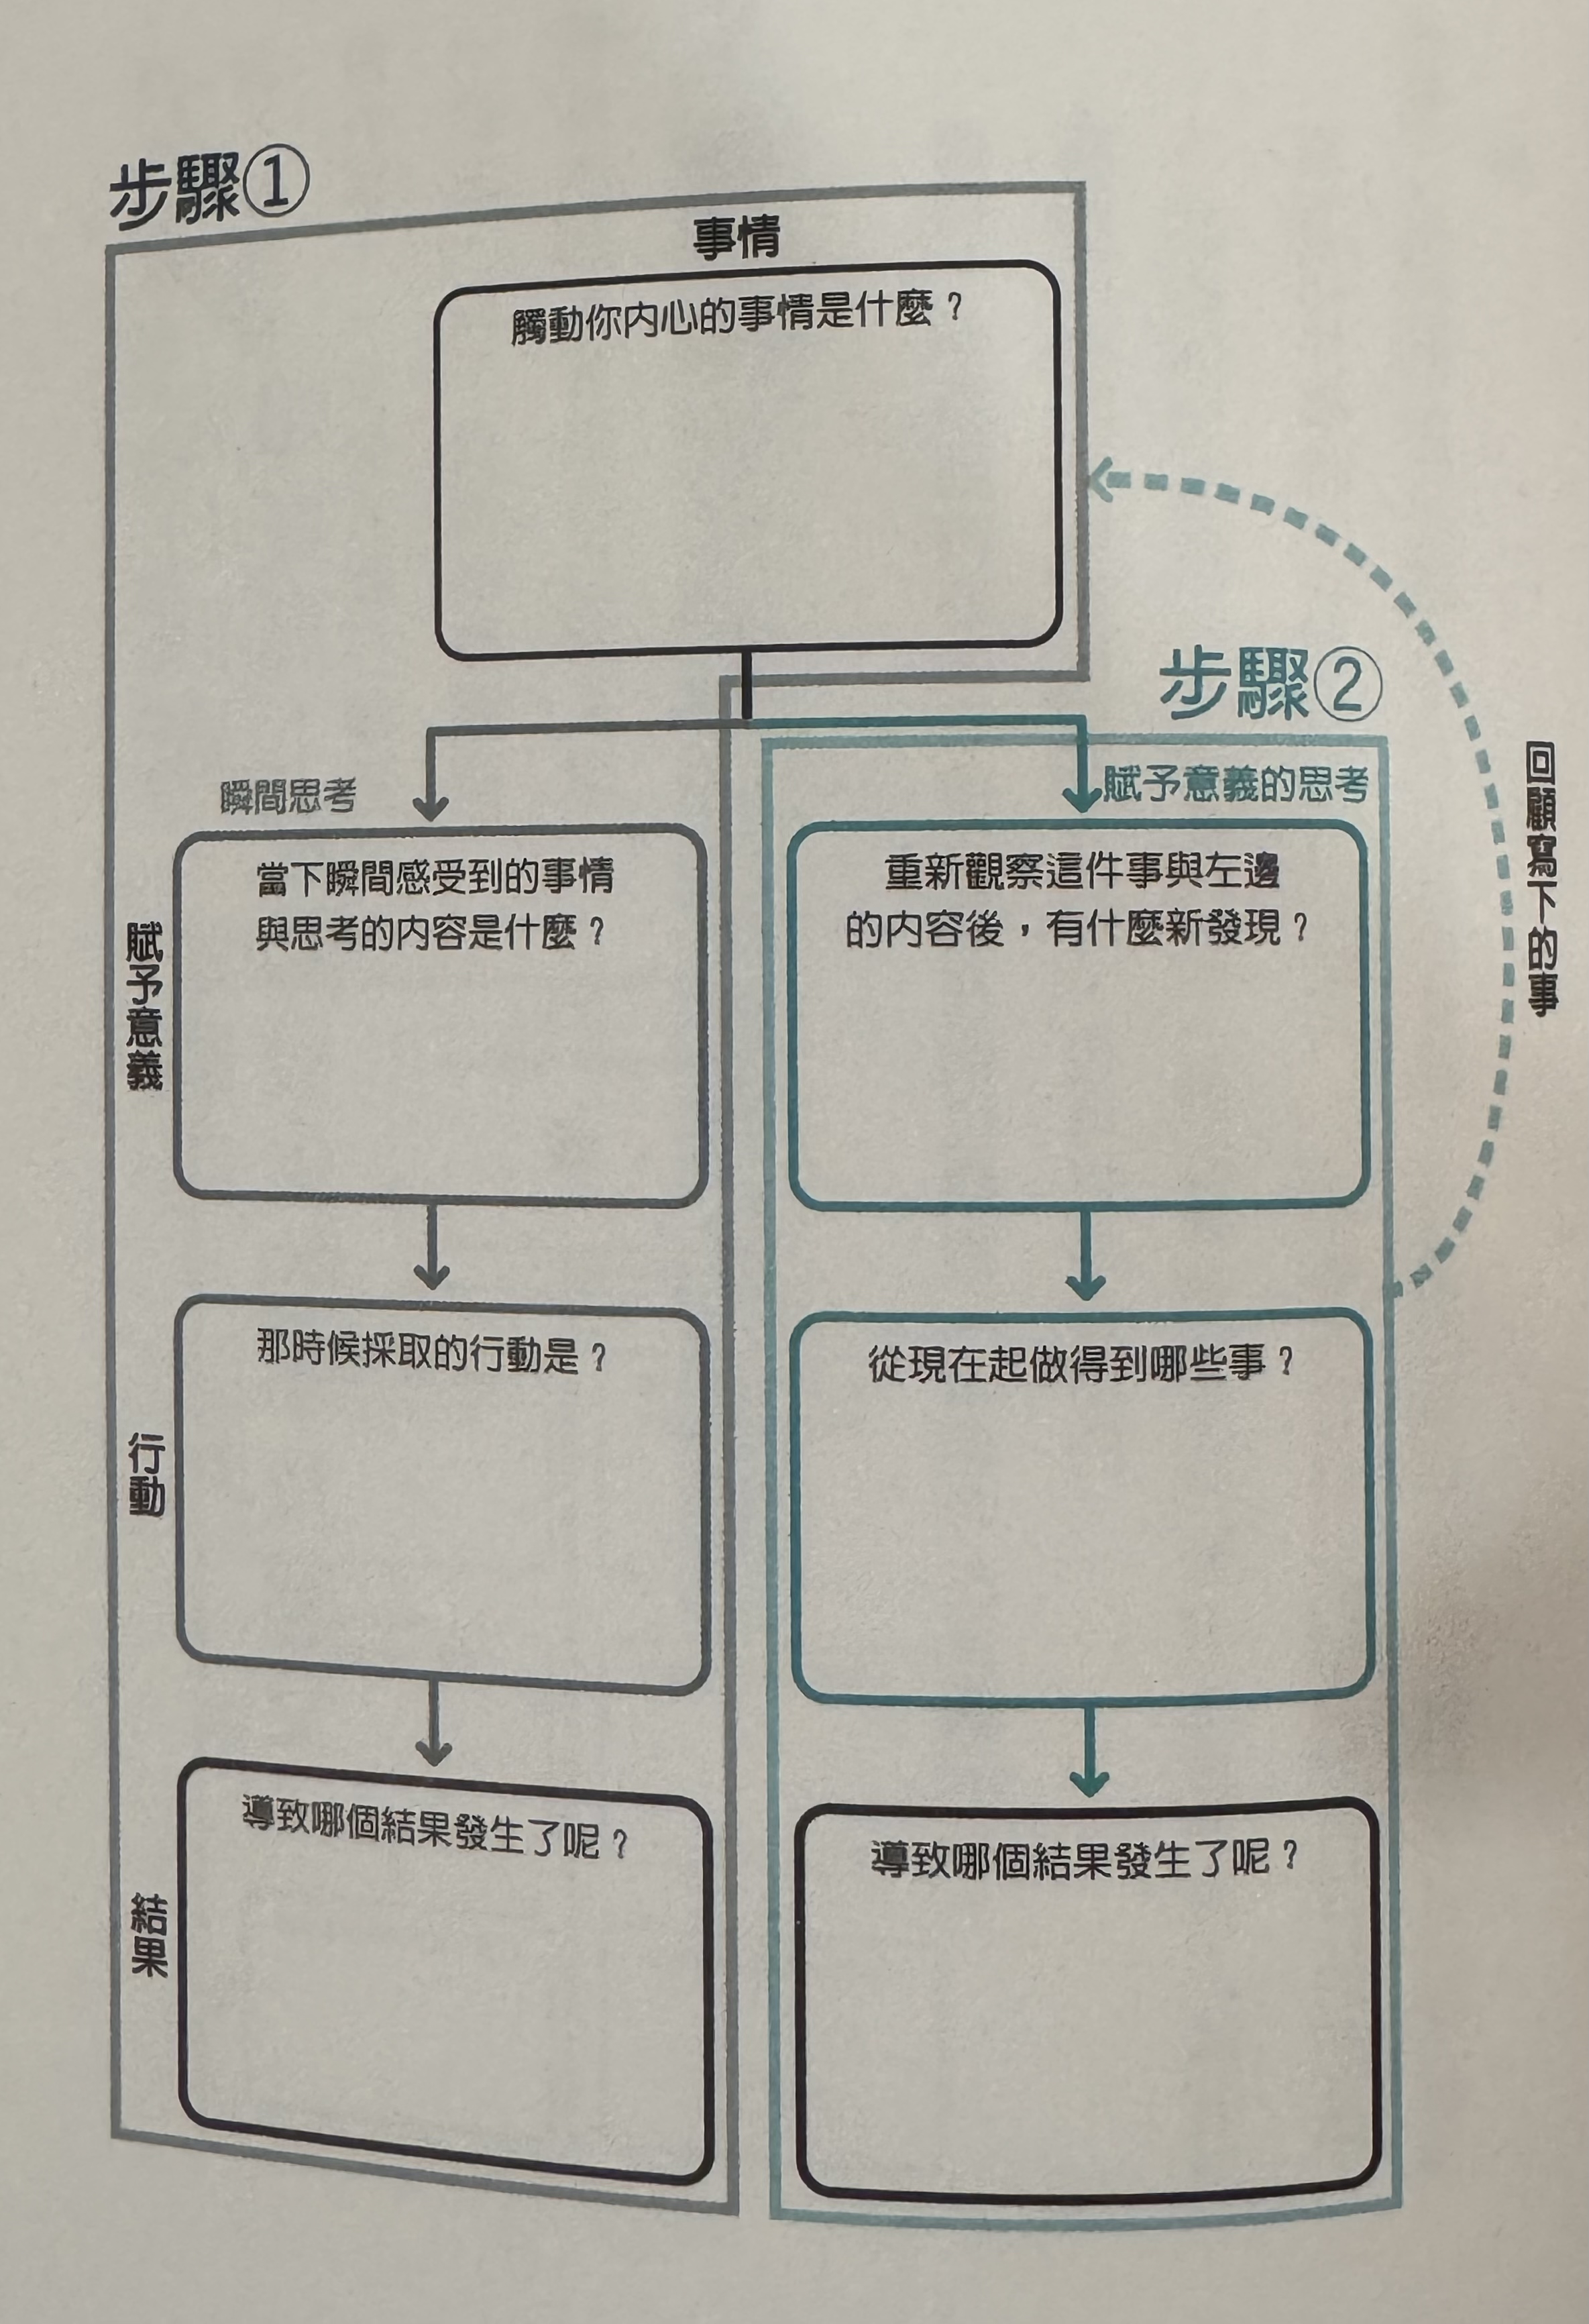 步驟①
事情
觸動你內心的事情是什麼？
步驟②
瞬間思考
賦予意義的思考
賦予意義
當下瞬間感受到的事情
與思考的內容是什麼？
重新觀察這件事與左邊
的內容後，有什麼新發現？
回顧寫下的事
行動
那時候採取的行動是？
從現在起做得到哪些事？
結果
導致哪個結果發生了呢？
導致哪個結果發生了呢？